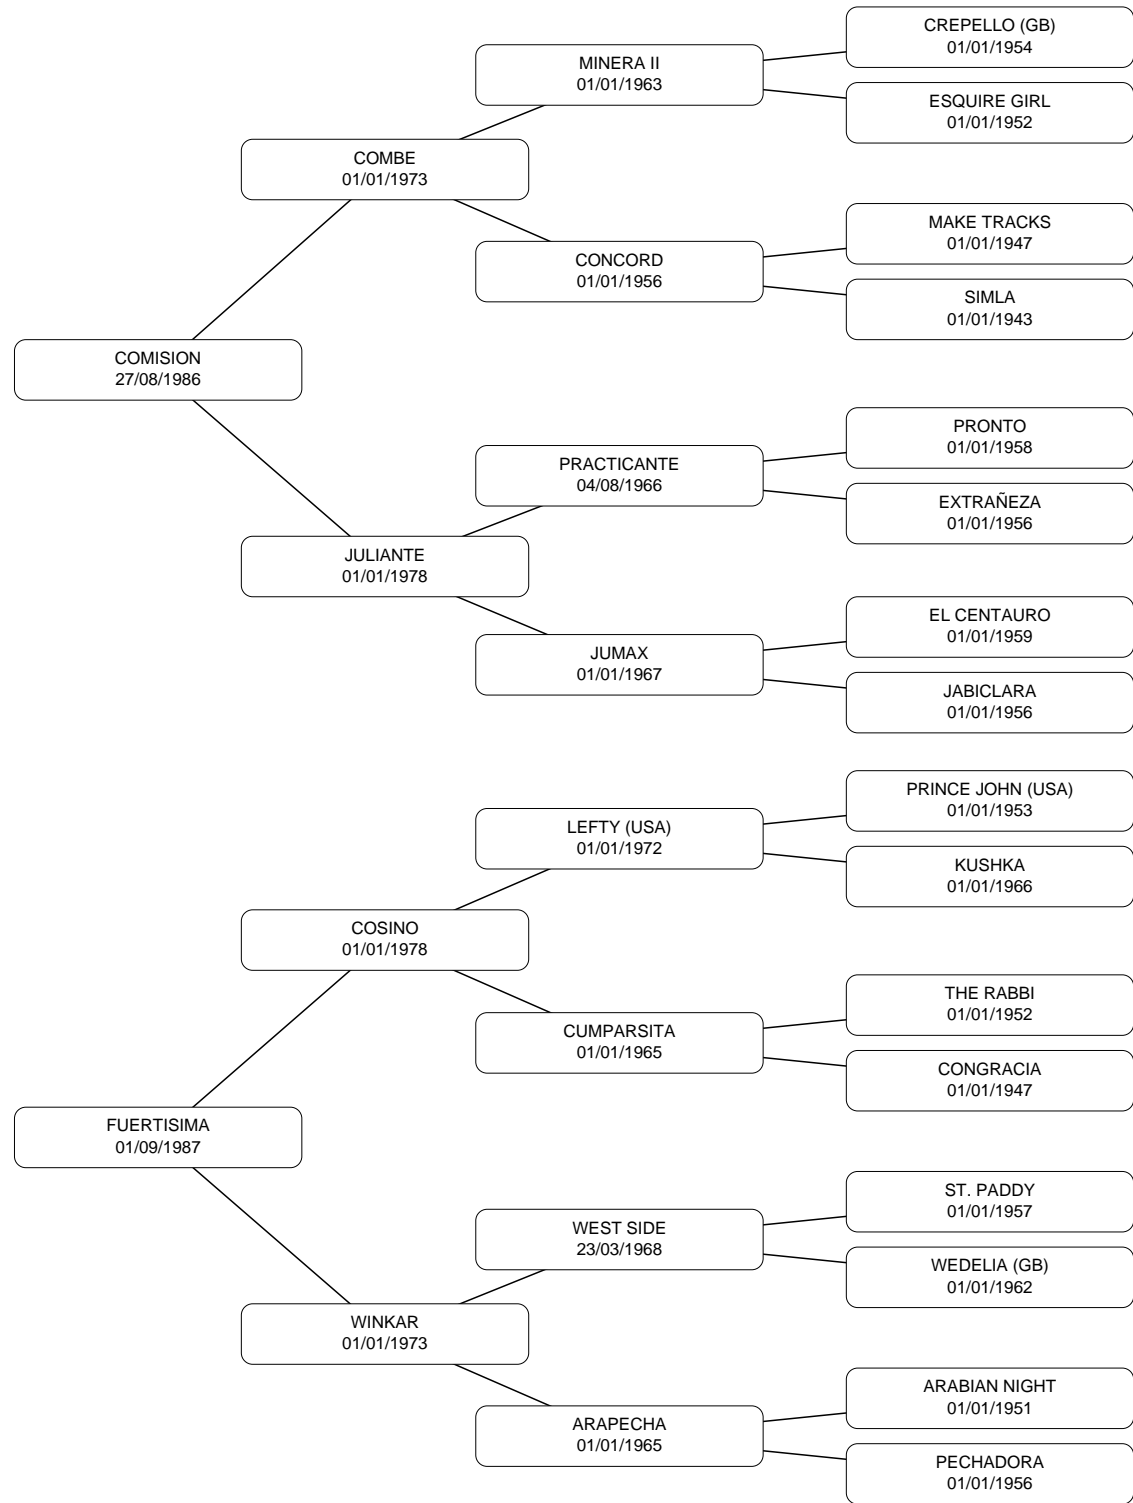 CREPELLO (GB)
01/01/1954
MINERA II
01/01/1963
ESQUIRE GIRL
01/01/1952
COMBE
01/01/1973
MAKE TRACKS
01/01/1947
CONCORD
01/01/1956
SIMLA
01/01/1943
COMISION
27/08/1986
PRONTO
01/01/1958
PRACTICANTE
04/08/1966
EXTRAÑEZA
01/01/1956
JULIANTE
01/01/1978
EL CENTAURO
01/01/1959
JUMAX
01/01/1967
JABICLARA
01/01/1956
PRINCE JOHN (USA)
01/01/1953
LEFTY (USA)
01/01/1972
KUSHKA
01/01/1966
COSINO
01/01/1978
THE RABBI
01/01/1952
CUMPARSITA
01/01/1965
CONGRACIA
01/01/1947
FUERTISIMA
01/09/1987
ST. PADDY
01/01/1957
WEST SIDE
23/03/1968
WEDELIA (GB)
01/01/1962
WINKAR
01/01/1973
ARABIAN NIGHT
01/01/1951
ARAPECHA
01/01/1965
PECHADORA
01/01/1956